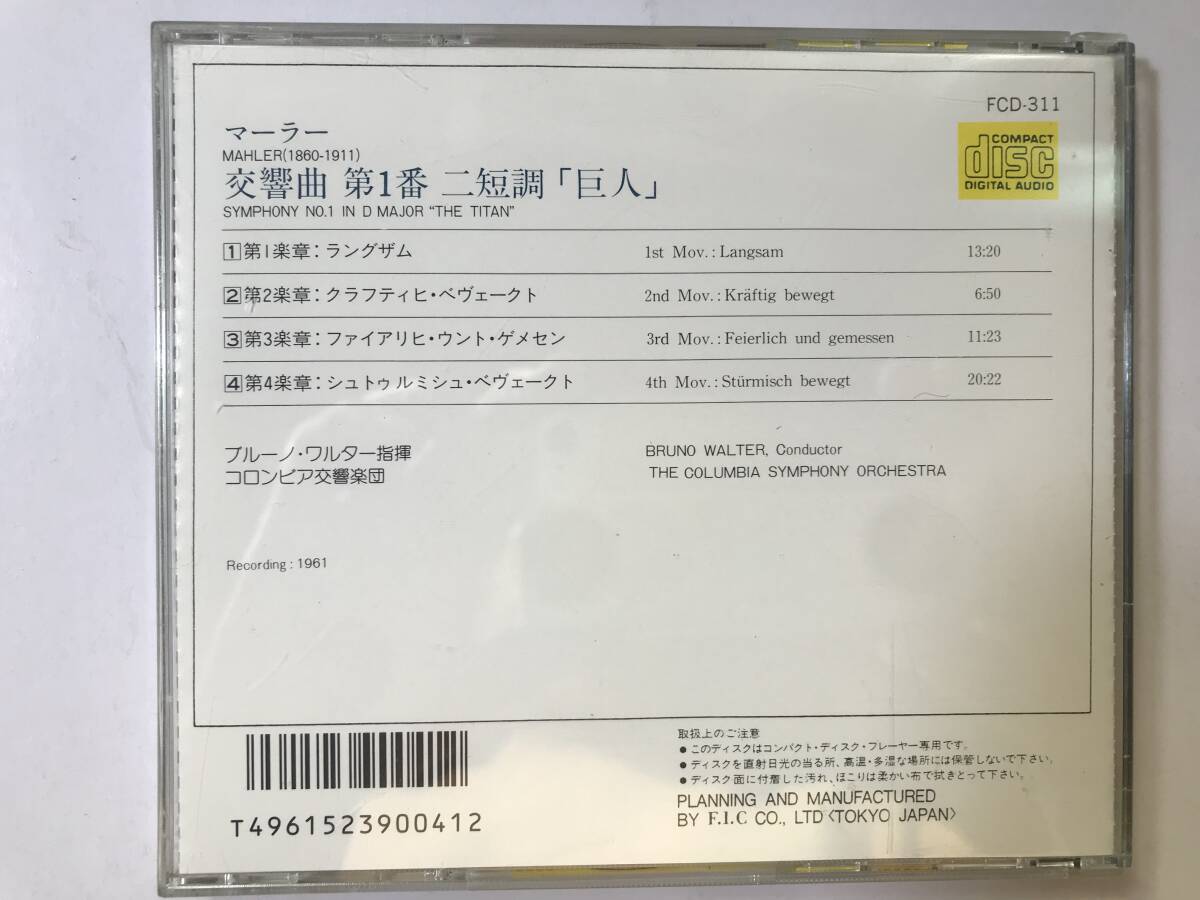 FCD-311
COMPACT
disc
DIGITAL AUDIO
マーラー
MAHLER(1860-1911)
交響曲 第1番 二短調「巨人」
SYMPHONY NO.1 IN D MAJOR “THE TITAN”
1 第1楽章：ラングザム 1st Mov.: Langsam 13:20
2 第2楽章：クラフティヒ・ベヴェークト 2nd Mov.: Kräftig bewegt 6:50
3 第3楽章：ファイアリヒ・ウント・ゲメセン 3rd Mov.: Feierlich und gemessen 11:23
4 第4楽章：シュトゥルミシュ・ベヴェークト 4th Mov.: Stürmisch bewegt 20:22
ブルーノ・ワルター指揮 BRUNO WALTER, Conductor
コロンビア交響楽団 THE COLUMBIA SYMPHONY ORCHESTRA
Recording: 1961
T4961523900412
取扱上のご注意
●このディスクはコンパクト・ディスク・プレーヤー専用です。
●ディスクを直射日光の当る所、高温・多湿な場所には保管しないで下さい。
●ディスク面に付着した汚れ、ほこりは柔かい布で拭きとって下さい。
PLANNING AND MANUFACTURED
BY F.I.C CO., LTD〈TOKYO JAPAN〉